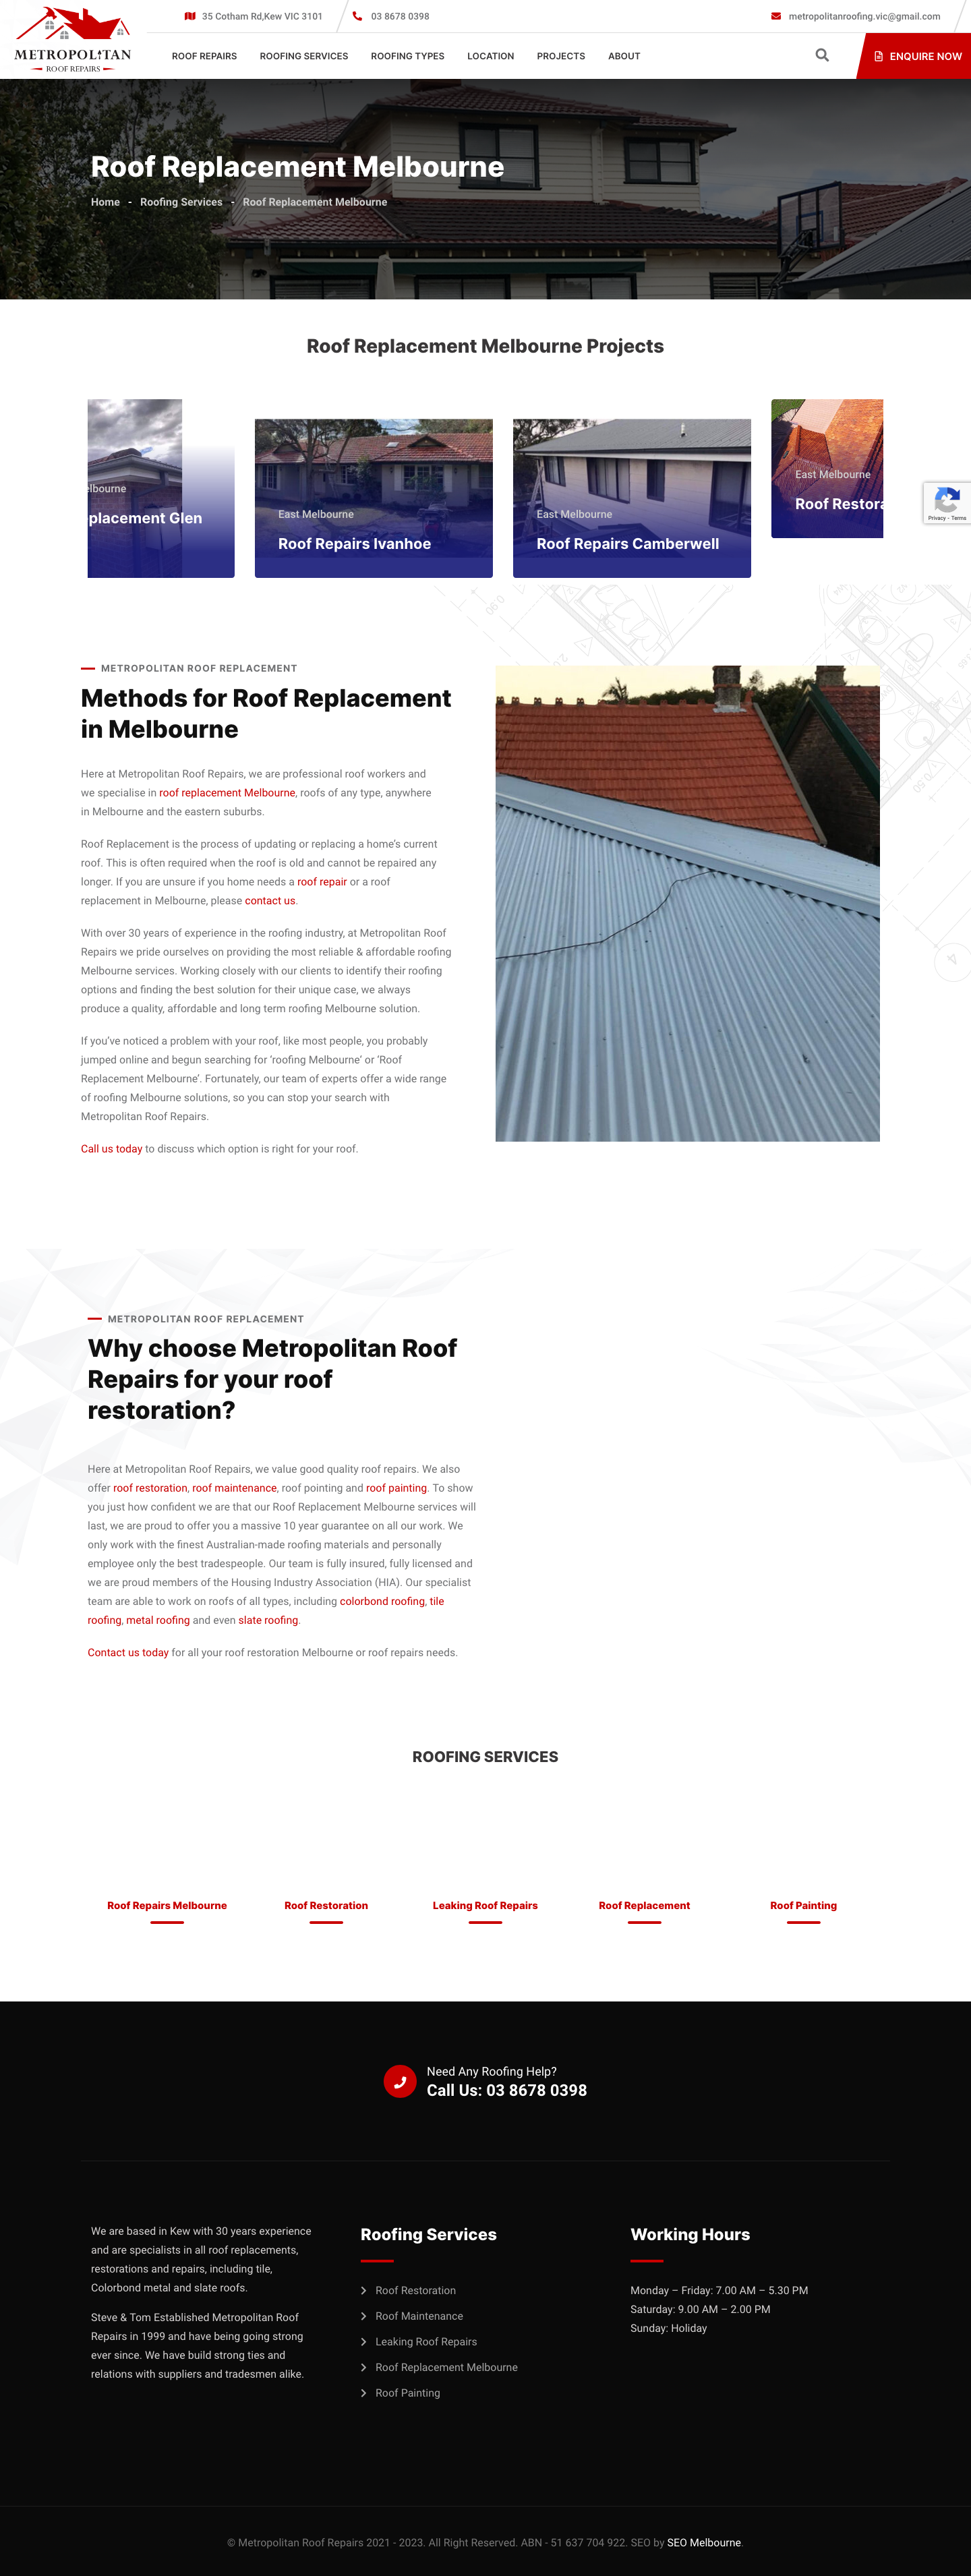 35 Cotham Rd,Kew VIC 3101
03 8678 0398
metropolitanroofing.vic@gmail.com
METROPOLITAN
ROOF REPAIRS
ROOF REPAIRS
ROOFING SERVICES
ROOFING TYPES
LOCATION
PROJECTS
ABOUT
ENQUIRE NOW
Roof Replacement Melbourne
Home - Roofing Services - Roof Replacement Melbourne
Roof Replacement Melbourne Projects
elbourne
placement Glen
East Melbourne
Roof Repairs Ivanhoe
East Melbourne
Roof Repairs Camberwell
East Melbourne
Roof Restora
Privacy - Terms
METROPOLITAN ROOF REPLACEMENT
Methods for Roof Replacement
in Melbourne
Here at Metropolitan Roof Repairs, we are professional roof workers and
we specialise in roof replacement Melbourne, roofs of any type, anywhere
in Melbourne and the eastern suburbs.
Roof Replacement is the process of updating or replacing a home's current
roof. This is often required when the roof is old and cannot be repaired any
longer. If you are unsure if you home needs a roof repair or a roof
replacement in Melbourne, please contact us.
With over 30 years of experience in the roofing industry, at Metropolitan Roof
Repairs we pride ourselves on providing the most reliable & affordable roofing
Melbourne services. Working closely with our clients to identify their roofing
options and finding the best solution for their unique case, we always
produce a quality, affordable and long term roofing Melbourne solution.
If you've noticed a problem with your roof, like most people, you probably
jumped online and begun searching for 'roofing Melbourne' or 'Roof
Replacement Melbourne'. Fortunately, our team of experts offer a wide range
of roofing Melbourne solutions, so you can stop your search with
Metropolitan Roof Repairs.
Call us today to discuss which option is right for your roof.
METROPOLITAN ROOF REPLACEMENT
Why choose Metropolitan Roof
Repairs for your roof
restoration?
Here at Metropolitan Roof Repairs, we value good quality roof repairs. We also
offer roof restoration, roof maintenance, roof pointing and roof painting. To show
you just how confident we are that our Roof Replacement Melbourne services will
last, we are proud to offer you a massive 10 year guarantee on all our work. We
only work with the finest Australian-made roofing materials and personally
employee only the best tradespeople. Our team is fully insured, fully licensed and
we are proud members of the Housing Industry Association (HIA). Our specialist
team are able to work on roofs of all types, including colorbond roofing, tile
roofing, metal roofing and even slate roofing.
Contact us today for all your roof restoration Melbourne or roof repairs needs.
ROOFING SERVICES
Roof Repairs Melbourne
Roof Restoration
Leaking Roof Repairs
Roof Replacement
Roof Painting
Need Any Roofing Help?
Call Us: 03 8678 0398
We are based in Kew with 30 years experience
and are specialists in all roof replacements,
restorations and repairs, including tile,
Colorbond metal and slate roofs.
Steve & Tom Established Metropolitan Roof
Repairs in 1999 and have being going strong
ever since. We have build strong ties and
relations with suppliers and tradesmen alike.
Roofing Services
Roof Restoration
Roof Maintenance
Leaking Roof Repairs
Roof Replacement Melbourne
Roof Painting
Working Hours
Monday – Friday: 7.00 AM – 5.30 PM
Saturday: 9.00 AM – 2.00 PM
Sunday: Holiday
© Metropolitan Roof Repairs 2021 - 2023. All Right Reserved. ABN - 51 637 704 922. SEO by SEO Melbourne.